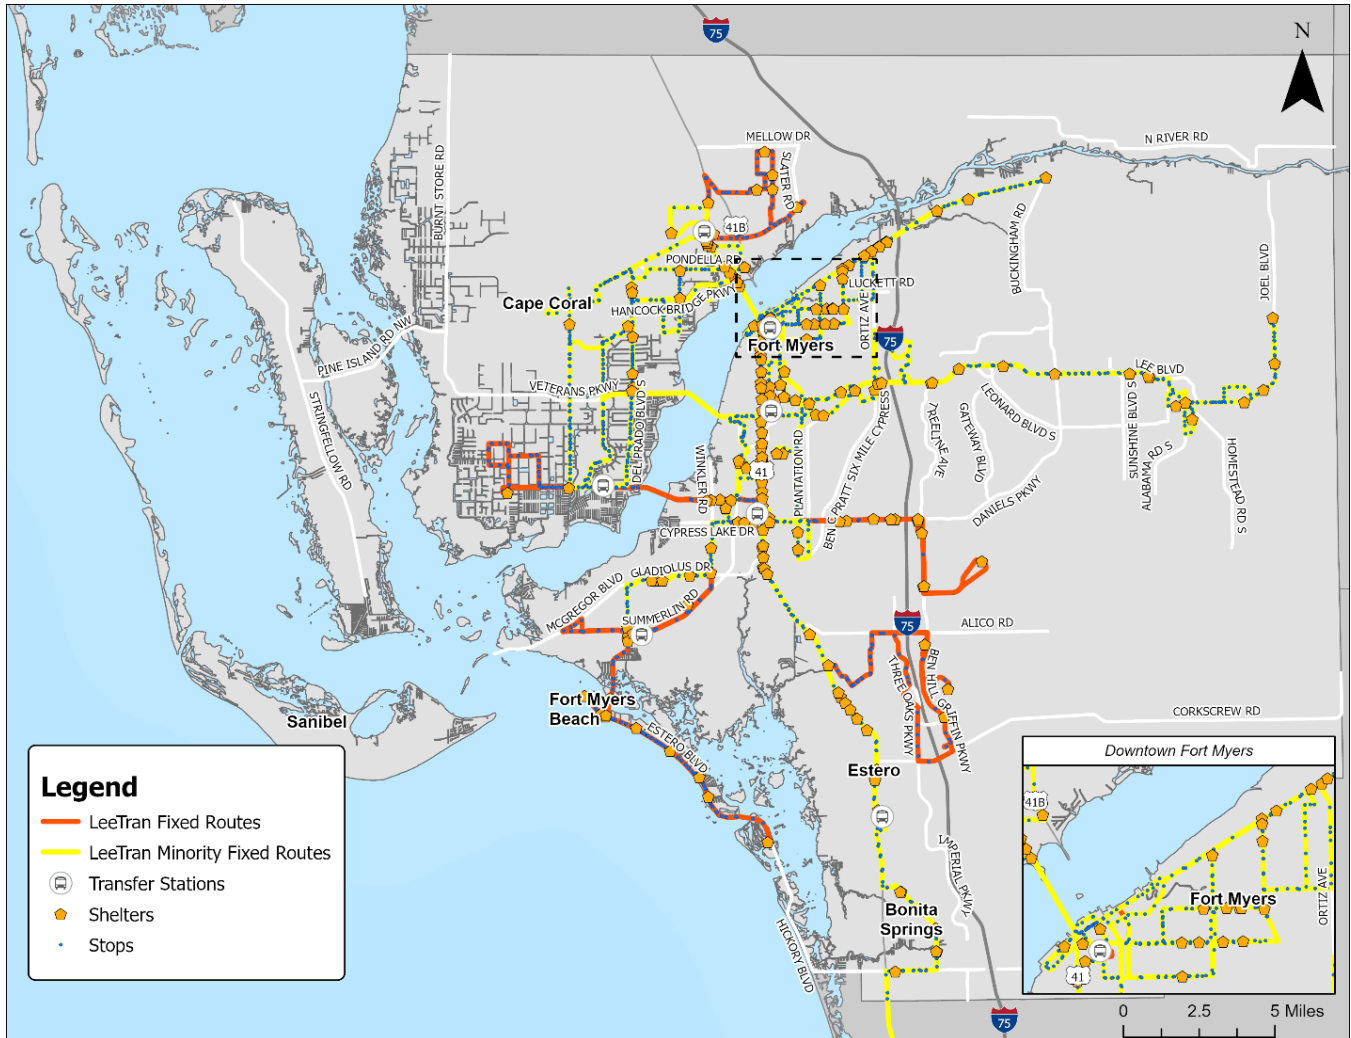 75
N
MELLOW DR
N RIVER RD
SLATER RD
BURNT STORE RD
41B
BUCKINGHAM RD
JOEL BLVD
PONDELLA RD
LUCKETT RD
Cape Coral
HANCOCK BRIDGE PKWY
ORTIZ AVE
PINE ISLAND RD NW
75
Fort Myers
LEE BLVD
VETERANS PKWY
DEL PRADO BLVD S
STRINGFELLOW RD
TREELINE AVE
GATEWAY BLVD
LEONARD BLVD S
SUNSHINE BLVD S
ALABAMA RD S
HOMESTEAD RD S
WINKLER RD
41
PLANTATION RD
BEN C PRATT SIX MILE CYPRESS
DANIELS PKWY
CYPRESS LAKE DR
GLADIOLUS DR
MCGREGOR BLVD
SUMMERLIN RD
75
ALICO RD
THREE OAKS PKWY
BEN HILL GRIFFIN PKWY
Fort Myers
Beach
CORKSCREW RD
Sanibel
ESTERO BLVD
Estero
IMPERIAL PKWY
Bonita
Springs
HICKORY BLVD
75
Legend
LeeTran Fixed Routes
LeeTran Minority Fixed Routes
Transfer Stations
Shelters
Stops
Downtown Fort Myers
41B
Fort Myers
ORTIZ AVE
41
0 2.5 5 Miles